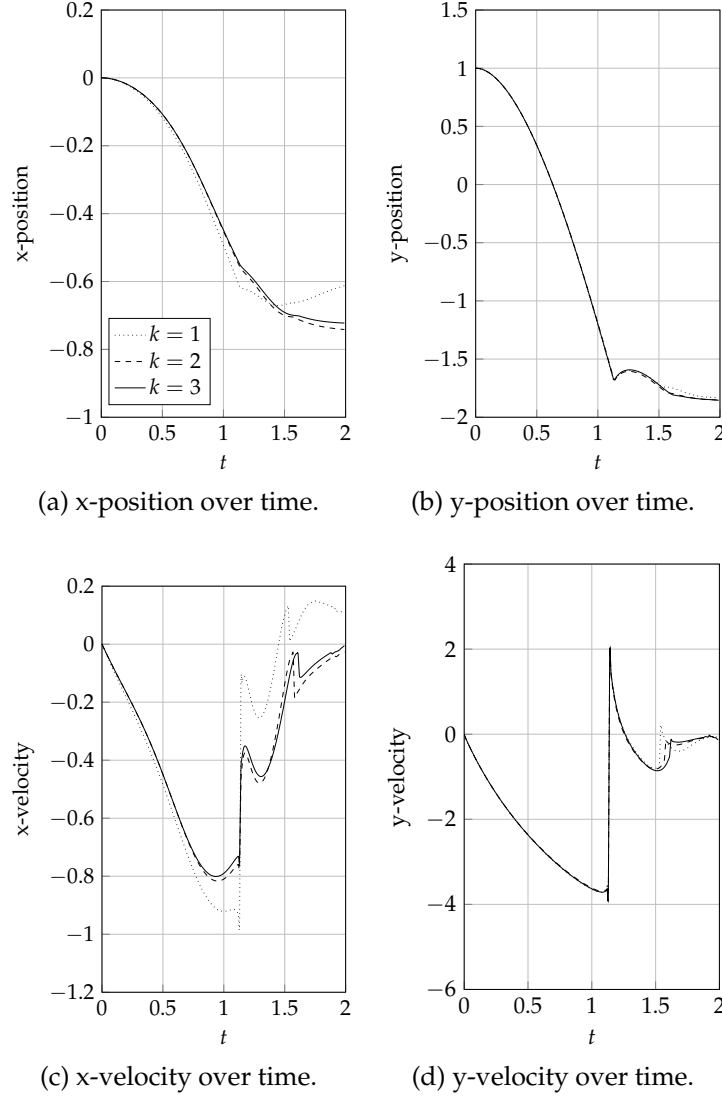 0.2
0
−0.2
−0.4
−0.6
−0.8
−1
0 0.5 1 1.5 2
x-position
t
k = 1
k = 2
k = 3
(a) x-position over time.
1.5
1
0.5
0
−0.5
−1
−1.5
−2
0 0.5 1 1.5 2
y-position
t
(b) y-position over time.
0.2
0
−0.2
−0.4
−0.6
−0.8
−1
−1.2
0 0.5 1 1.5 2
x-velocity
t
(c) x-velocity over time.
4
2
0
−2
−4
−6
0 0.5 1 1.5 2
y-velocity
t
(d) y-velocity over time.